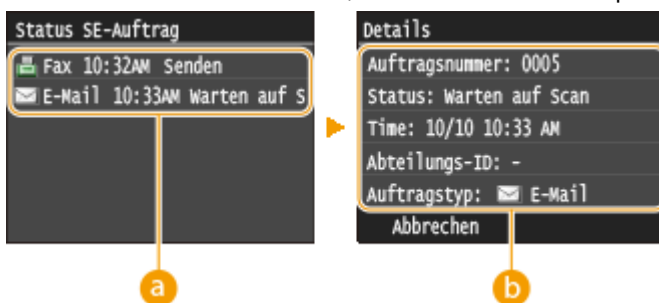 Status SE-Auftrag
Fax 10:32AM Senden
E-Mail 10:33AM Warten auf S
a
Details
Auftragsnummer: 0005
Status: Warten auf Scan
Time: 10/10 10:33 AM
Abteilungs-ID: -
Auftragstyp: E-Mail
Abbrechen
b